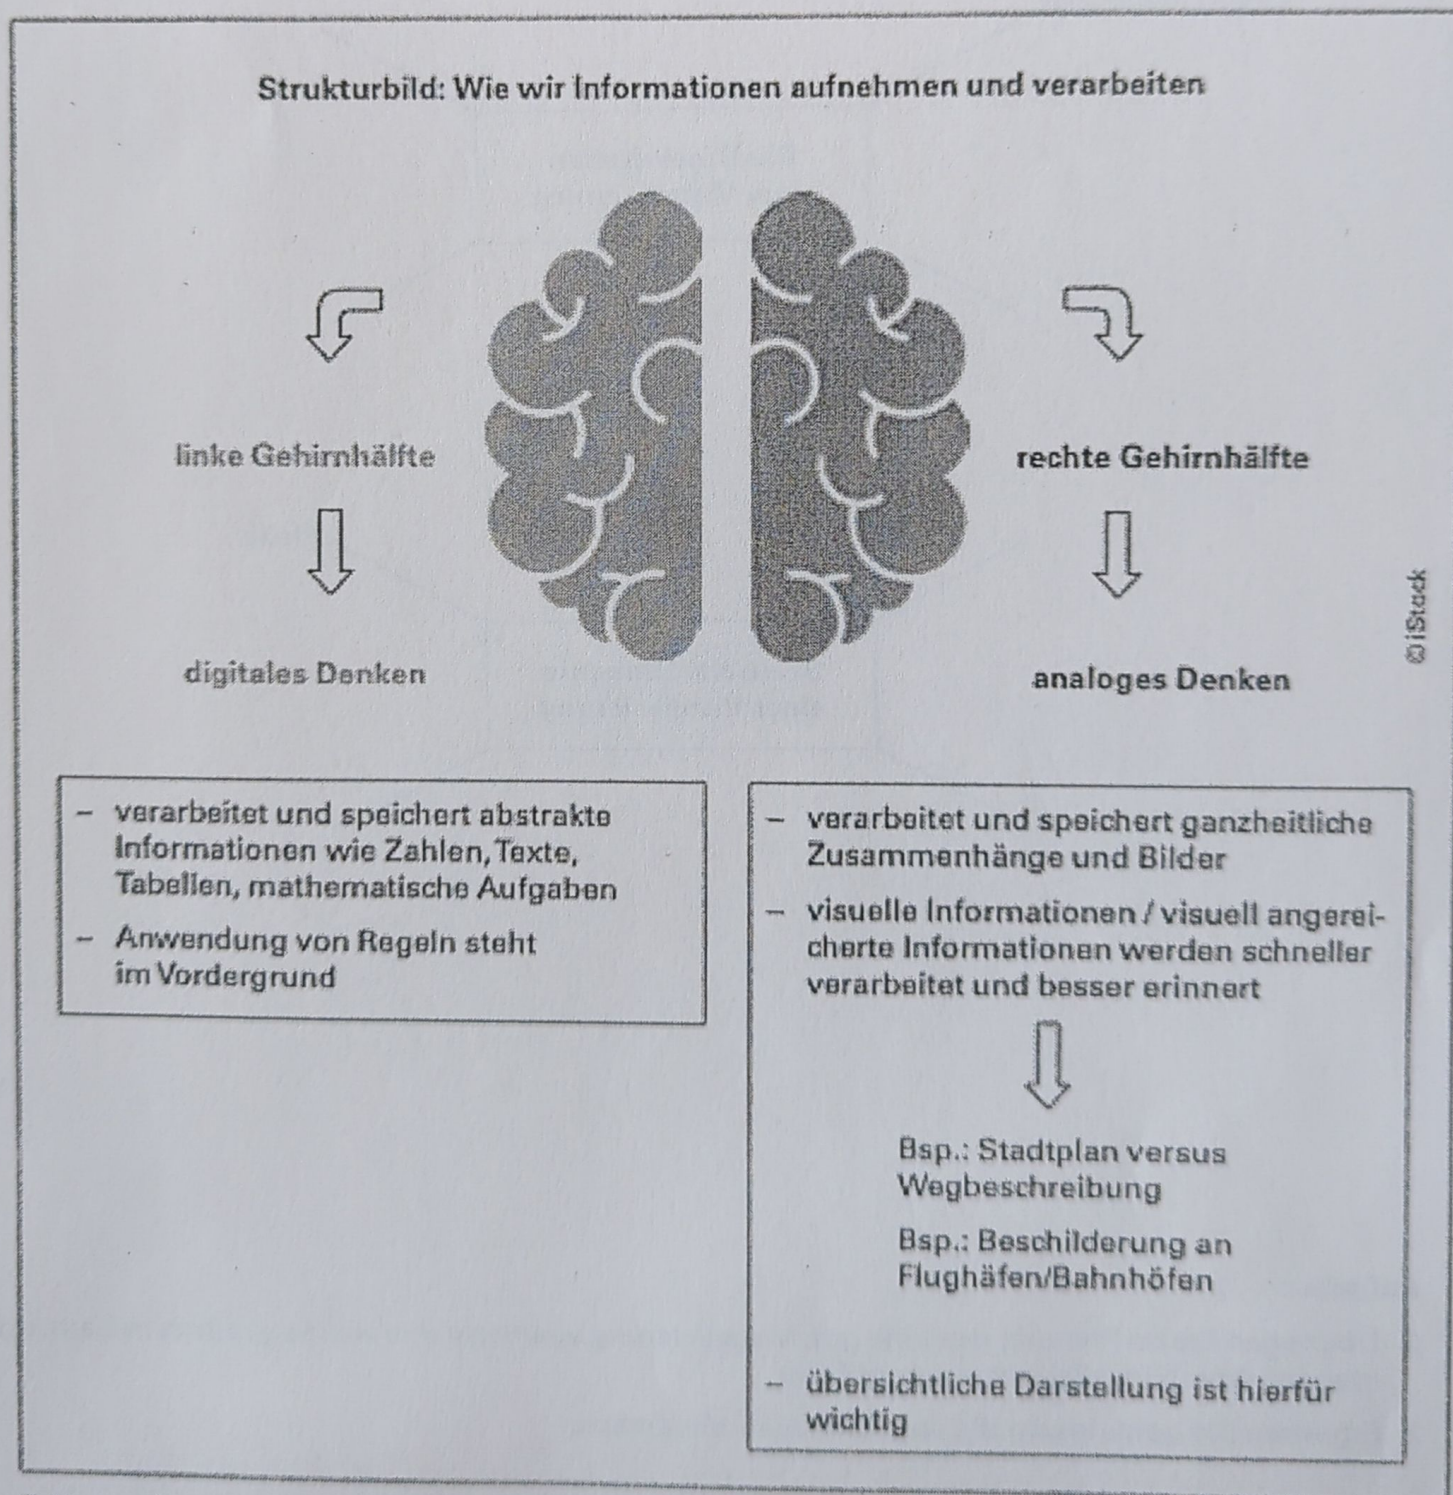 Strukturbild: Wie wir Informationen aufnehmen und verarbeiten
linke Gehirnhälfte
digitales Denken
– verarbeitet und speichert abstrakte
Informationen wie Zahlen, Texte,
Tabellen, mathematische Aufgaben
– Anwendung von Regeln steht
im Vordergrund
rechte Gehirnhälfte
analoges Denken
– verarbeitet und speichert ganzheitliche
Zusammenhänge und Bilder
– visuelle Informationen / visuell angerei-
cherte Informationen werden schneller
verarbeitet und besser erinnert
Bsp.: Stadtplan versus
Wegbeschreibung
Bsp.: Beschilderung an
Flughäfen/Bahnhöfen
– übersichtliche Darstellung ist hierfür
wichtig
©iStock